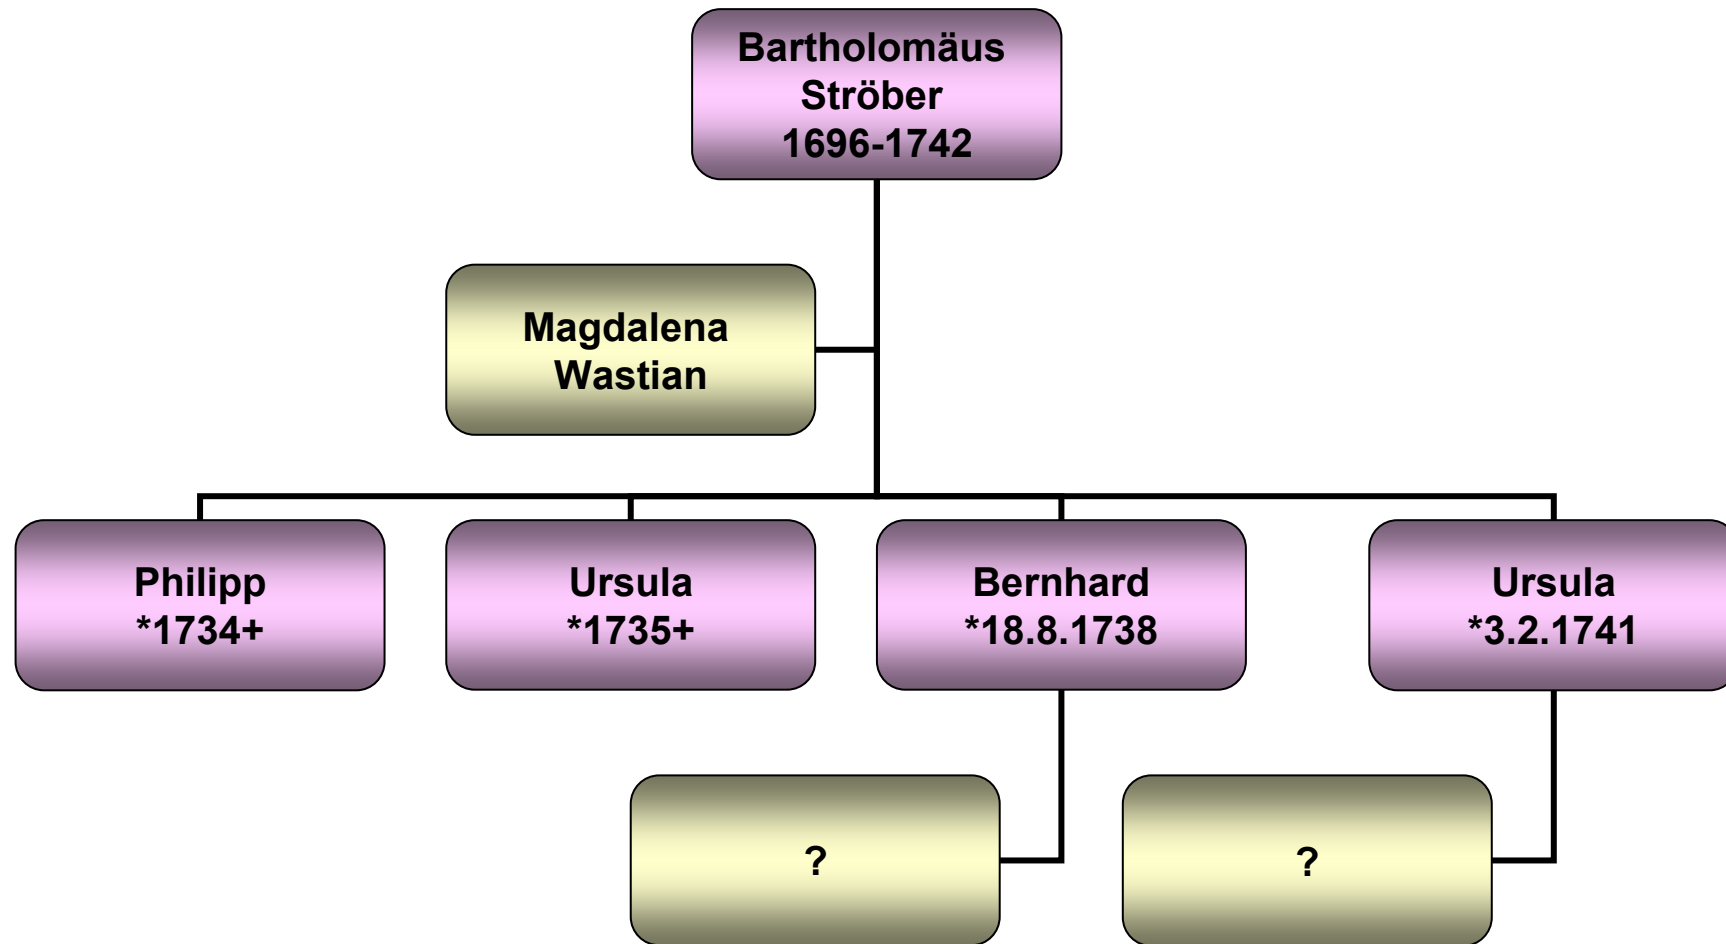 Bartholomäus
Ströber
1696-1742
Magdalena
Wastian
Philipp
*1734+
Ursula
*1735+
Bernhard
*18.8.1738
Ursula
*3.2.1741
?
?